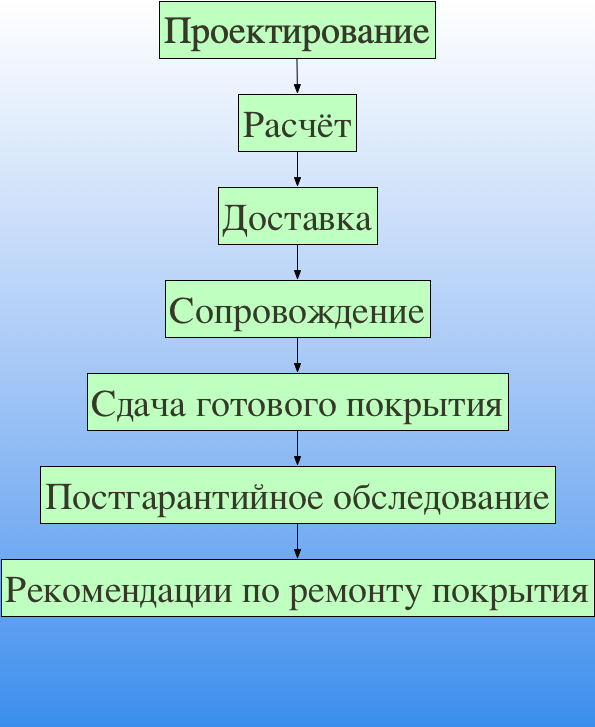 Проектирование
Расчёт
Доставка
Сопровождение
Сдача готового покрытия
Постгарантийное обследование
Рекомендации по ремонту покрытия